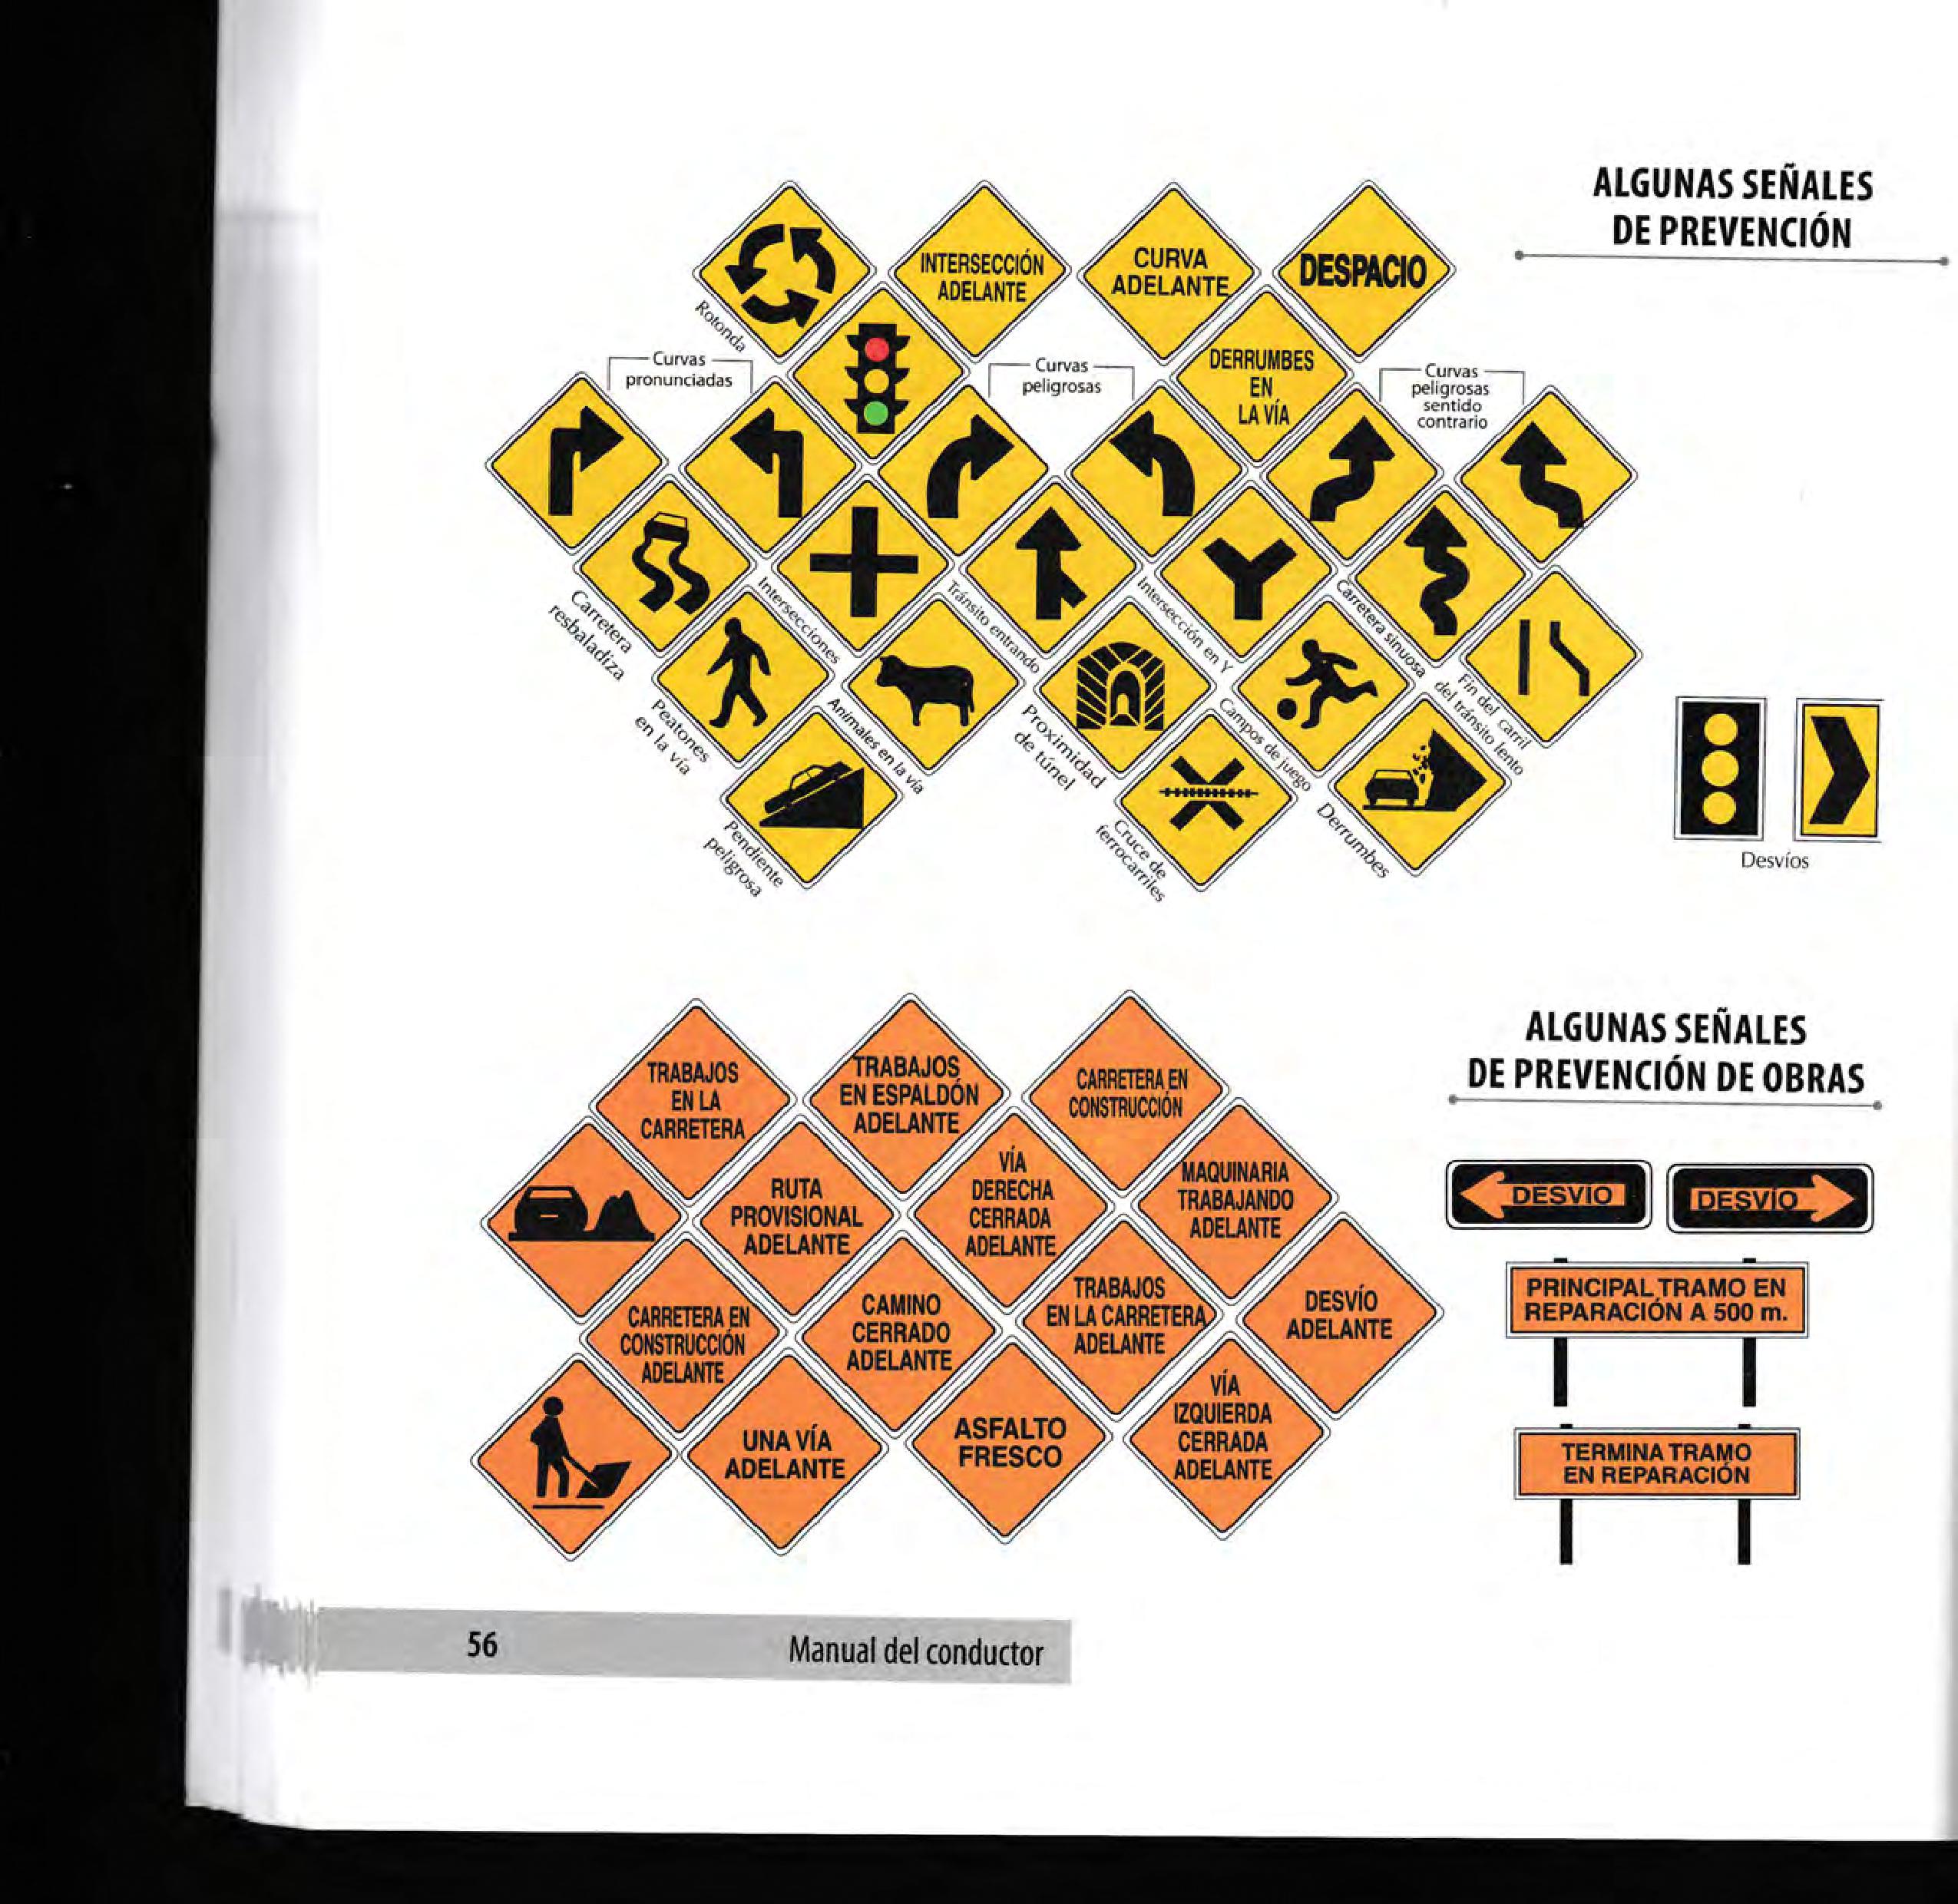 ALGUNAS SEÑALES
DE PREVENCIÓN
INTERSECCIÓN
ADELANTE
CURVA
ADELANTE
DESPACIO
Rotonda
DERRUMBES
EN
LA VÍA
Curvas
pronunciadas
Curvas
peligrosas
Curvas
peligrosas
sentido
contrario
Carretera
resbaladiza
Intersecciones
Tránsito entrando
Intersección en Y
Carretera sinuosa
Fin del carril
del tránsito lento
Peatones
en la vía
Animales en la vía
Proximidad
de túnel
Campos de juego
Pendiente
peligrosa
Cruce de
ferrocarriles
Derrumbes
Desvíos
ALGUNAS SEÑALES
DE PREVENCIÓN DE OBRAS
TRABAJOS
EN LA
CARRETERA
TRABAJOS
EN ESPALDÓN
ADELANTE
CARRETERA EN
CONSTRUCCIÓN
RUTA
PROVISIONAL
ADELANTE
VÍA
DERECHA
CERRADA
ADELANTE
MAQUINARIA
TRABAJANDO
ADELANTE
CARRETERA EN
CONSTRUCCIÓN
ADELANTE
CAMINO
CERRADO
ADELANTE
TRABAJOS
EN LA CARRETERA
ADELANTE
DESVÍO
ADELANTE
UNA VÍA
ADELANTE
ASFALTO
FRESCO
VÍA
IZQUIERDA
CERRADA
ADELANTE
DESVÍO
DESVÍO
PRINCIPAL TRAMO EN
REPARACIÓN A 500 m.
TERMINA TRAMO
EN REPARACIÓN
56
Manual del conductor